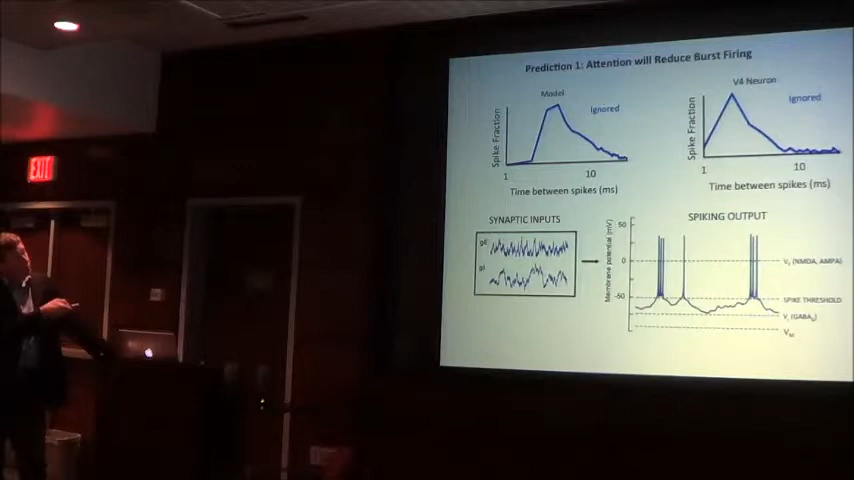 EXIT
Prediction 1: Attention will Reduce Burst Firing
Model
Ignored
Spike Fraction
1
10
Time between spikes (ms)
V4 Neuron
Ignored
Spike Fraction
1
10
Time between spikes (ms)
SYNAPTIC INPUTS
gE
gI
SPIKING OUTPUT
Membrane potential (mV)
50
0
-50
-100
V (NMDA, AMPA)
SPIKE THRESHOLD
V (GABA)
V